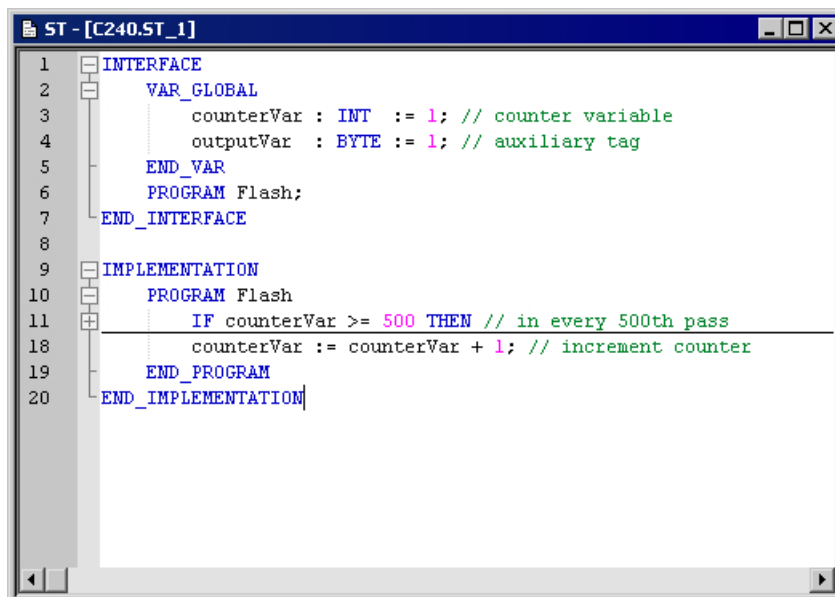 ST - [C240.ST_1]
1 INTERFACE
2 VAR_GLOBAL
3 counterVar : INT := 1; // counter variable
4 outputVar : BYTE := 1; // auxiliary tag
5 END_VAR
6 PROGRAM Flash;
7 END_INTERFACE
8
9 IMPLEMENTATION
10 PROGRAM Flash
11 IF counterVar >= 500 THEN // in every 500th pass
18 counterVar := counterVar + 1; // increment counter
19 END_PROGRAM
20 END_IMPLEMENTATION